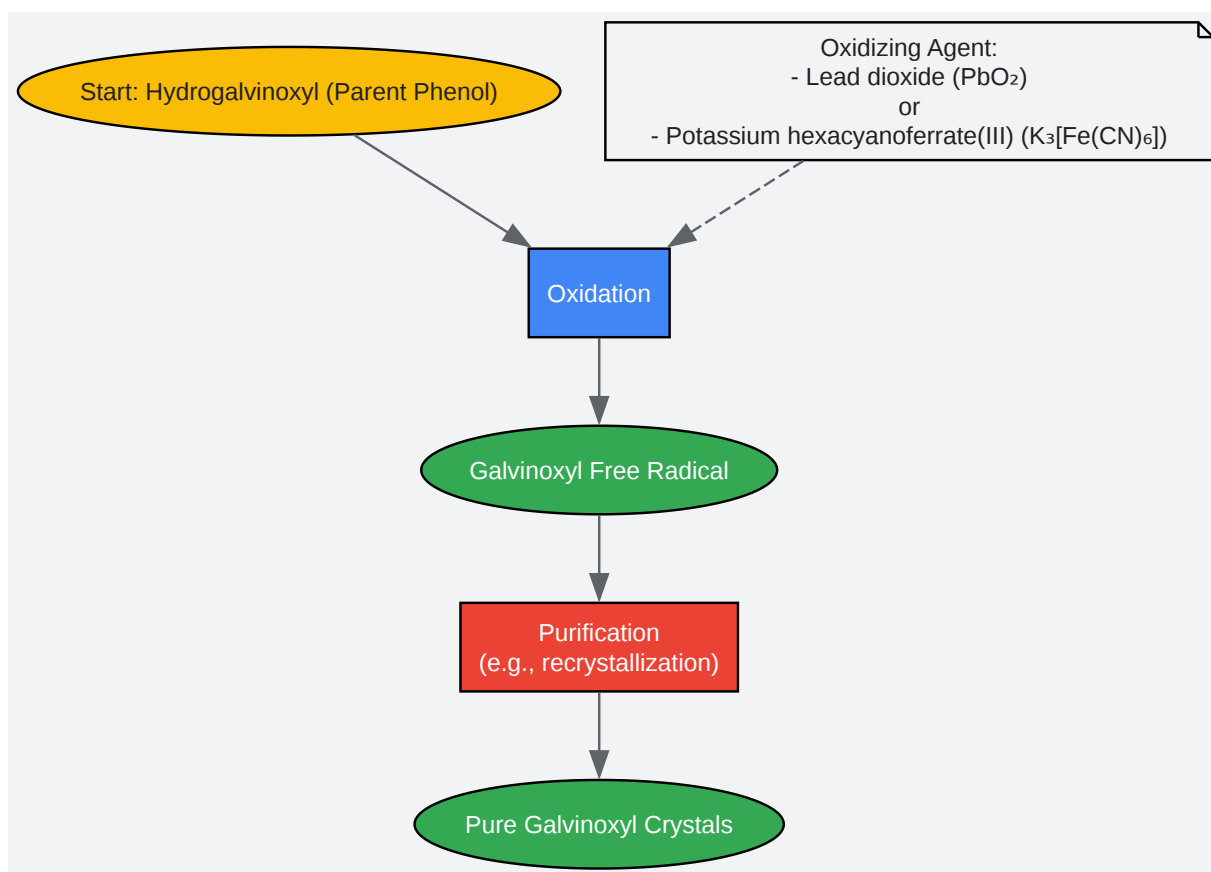 Start: Hydrogalvinoxyl (Parent Phenol)
Oxidizing Agent:
- Lead dioxide (PbO₂)
or
- Potassium hexacyanoferrate(III) (K₃[Fe(CN)₆])
Oxidation
Galvinoxyl Free Radical
Purification
(e.g., recrystallization)
Pure Galvinoxyl Crystals